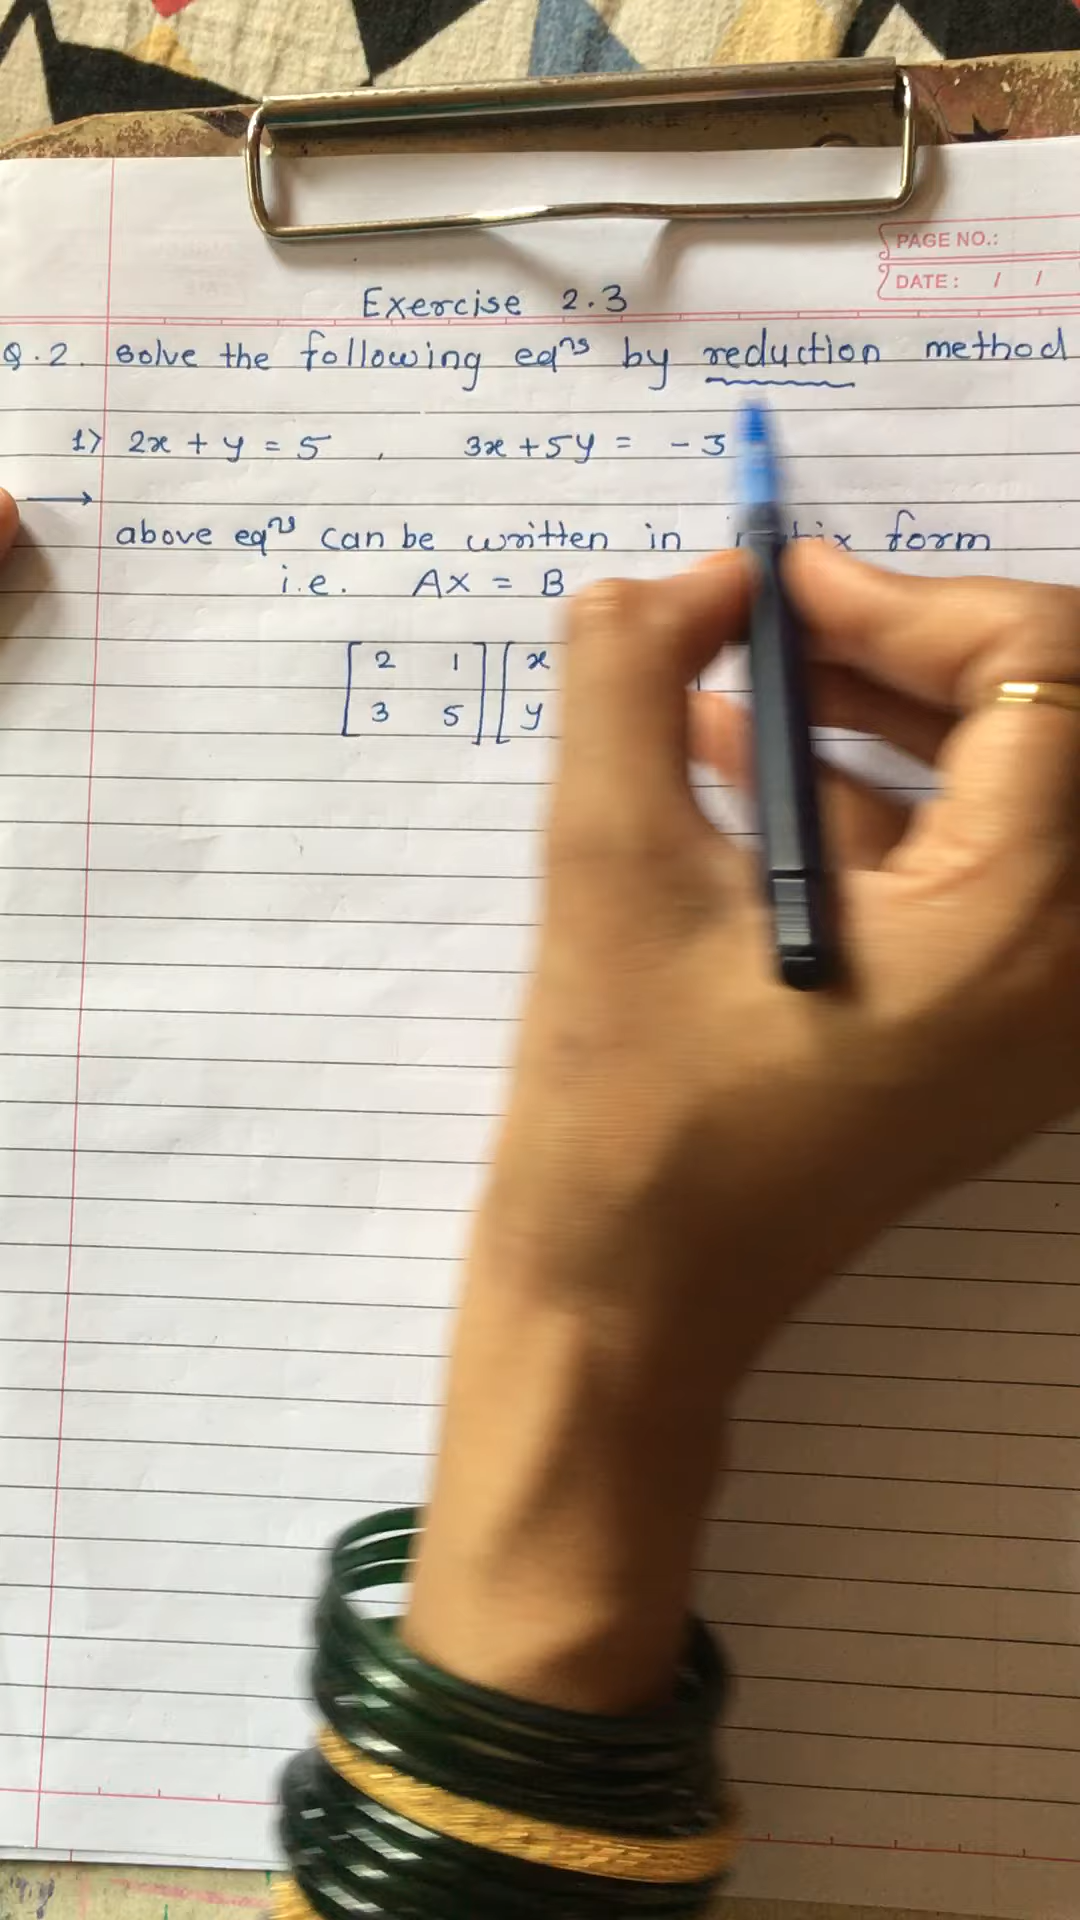 PAGE NO.:
DATE: / /
Exercise 2.3
Q.2. solve the following eqns by reduction method
1) 2x + y = 5 , 3x + 5y = -3
above eqns can be written in form
i.e. AX = B
2 1 x
3 5 y